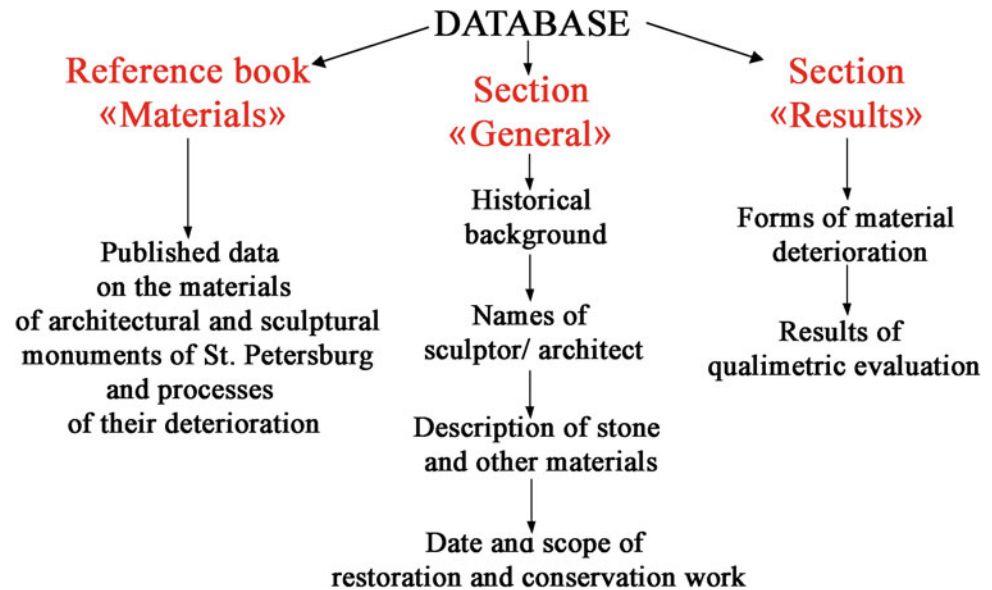 DATABASE
Reference book
«Materials»
Published data
on the materials
of architectural and sculptural
monuments of St. Petersburg
and processes
of their deterioration
Section
«General»
Historical
background
Names of
sculptor/ architect
Description of stone
and other materials
Date and scope of
restoration and conservation work
Section
«Results»
Forms of material
deterioration
Results of
qualimetric evaluation